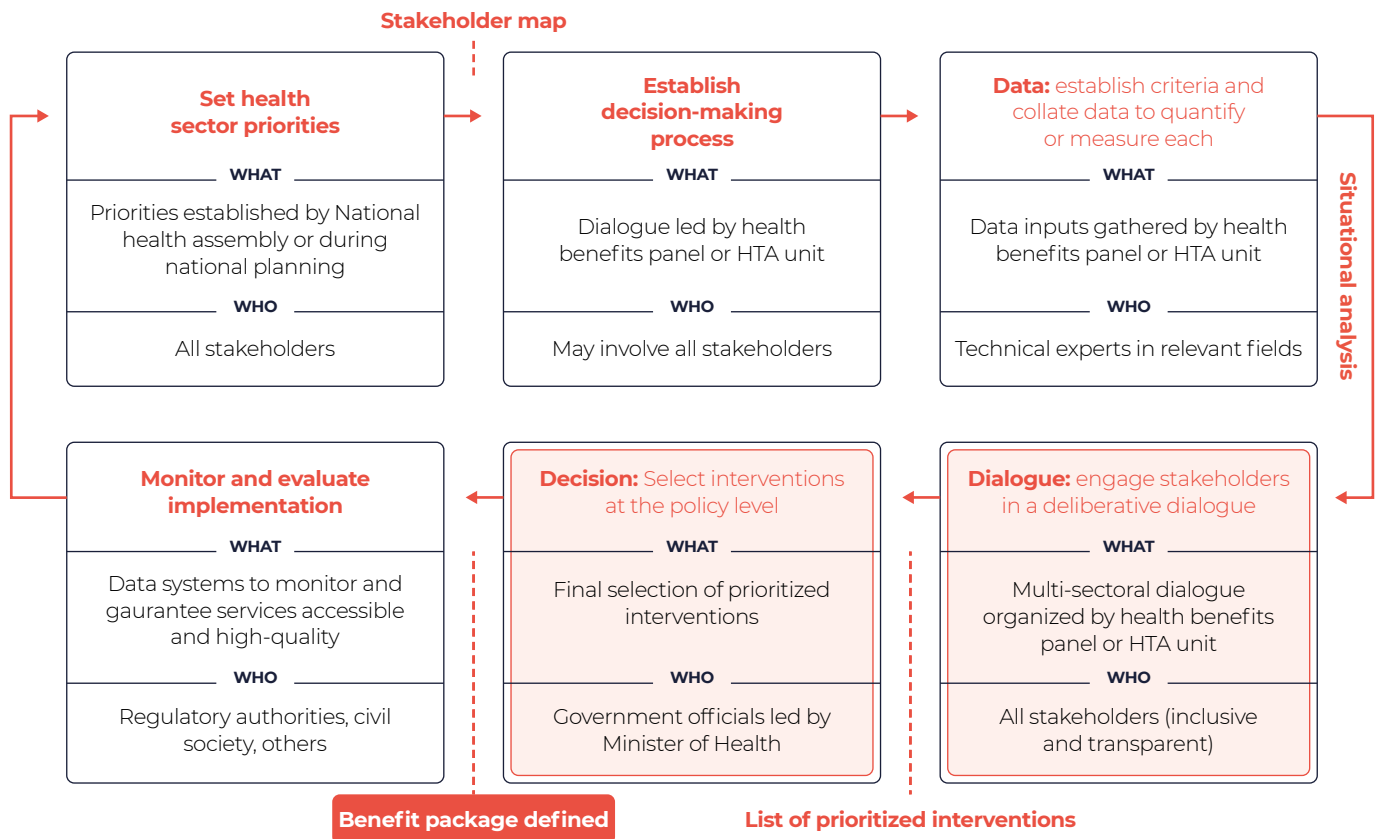 Stakeholder map
Set health
sector priorities
WHAT
Priorities established by National
health assembly or during
national planning
WHO
All stakeholders
Establish
decision-making
process
WHAT
Dialogue led by health
benefits panel or HTA unit
WHO
May involve all stakeholders
Data: establish criteria and
collate data to quantify
or measure each
WHAT
Data inputs gathered by health
benefits panel or HTA unit
WHO
Technical experts in relevant fields
Situational analysis
Dialogue: engage stakeholders
in a deliberative dialogue
WHAT
Multi-sectoral dialogue
organized by health benefits
panel or HTA unit
WHO
All stakeholders (inclusive
and transparent)
List of prioritized interventions
Decision: Select interventions
at the policy level
WHAT
Final selection of prioritized
interventions
WHO
Government officials led by
Minister of Health
Benefit package defined
Monitor and evaluate
implementation
WHAT
Data systems to monitor and
gaurantee services accessible
and high-quality
WHO
Regulatory authorities, civil
society, others